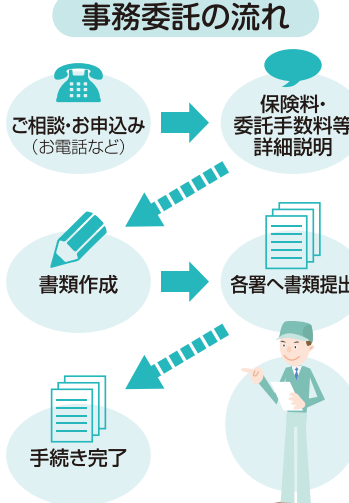 事務委託の流れ
ご相談・お申込み
（お電話など）
保険料・
委託手数料等
詳細説明
書類作成
各署へ書類提出
手続き完了